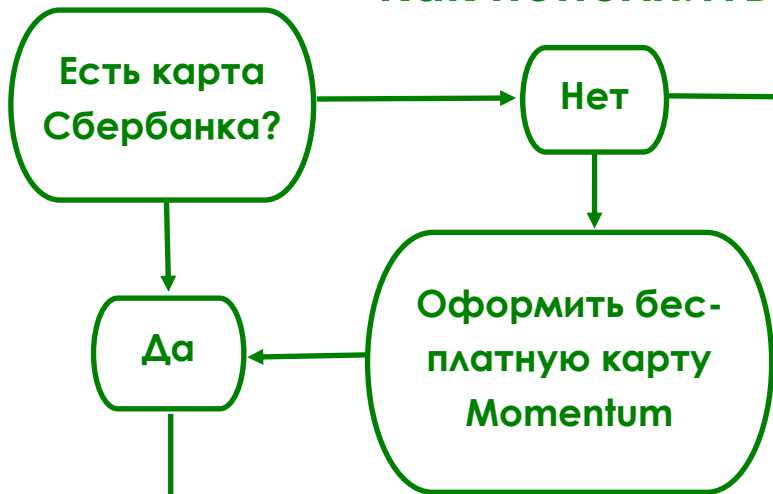 Есть карта
Сбербанка?
Нет
Оформить бес-
платную карту
Momentum
Да